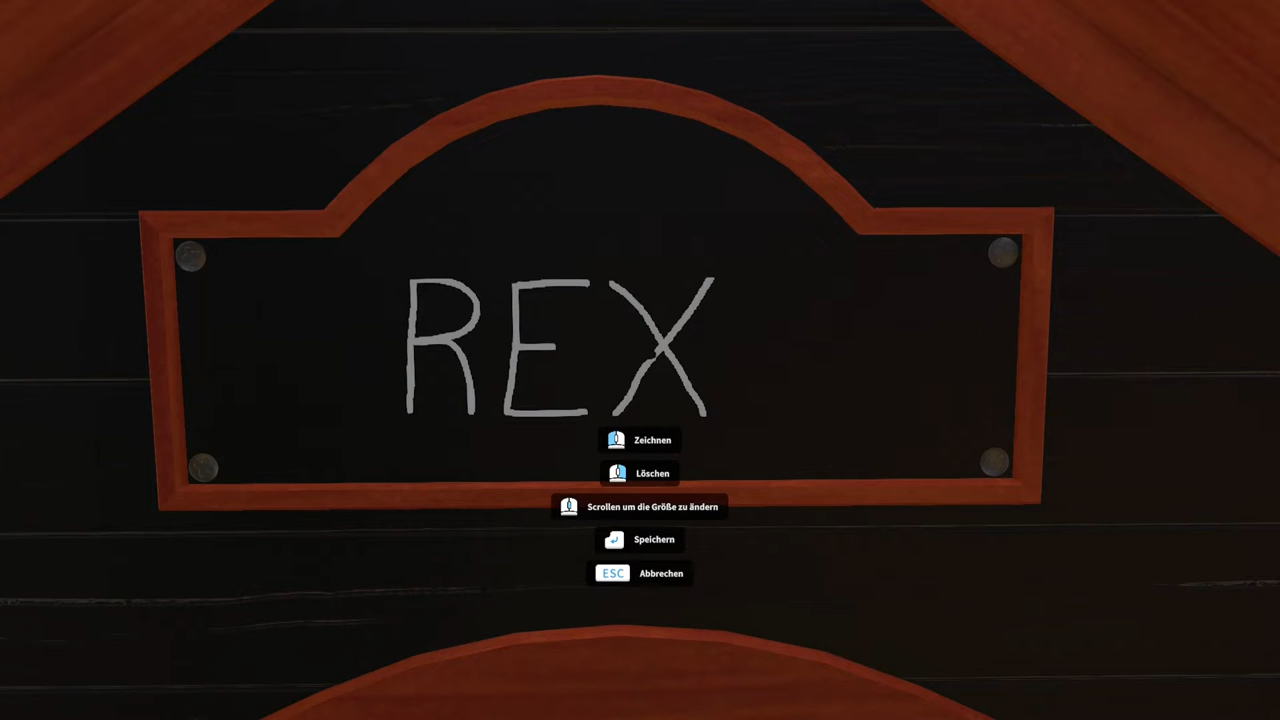 REX
Zeichnen
Löschen
Scrollen um die Größe zu ändern
Speichern
ESC Abbrechen